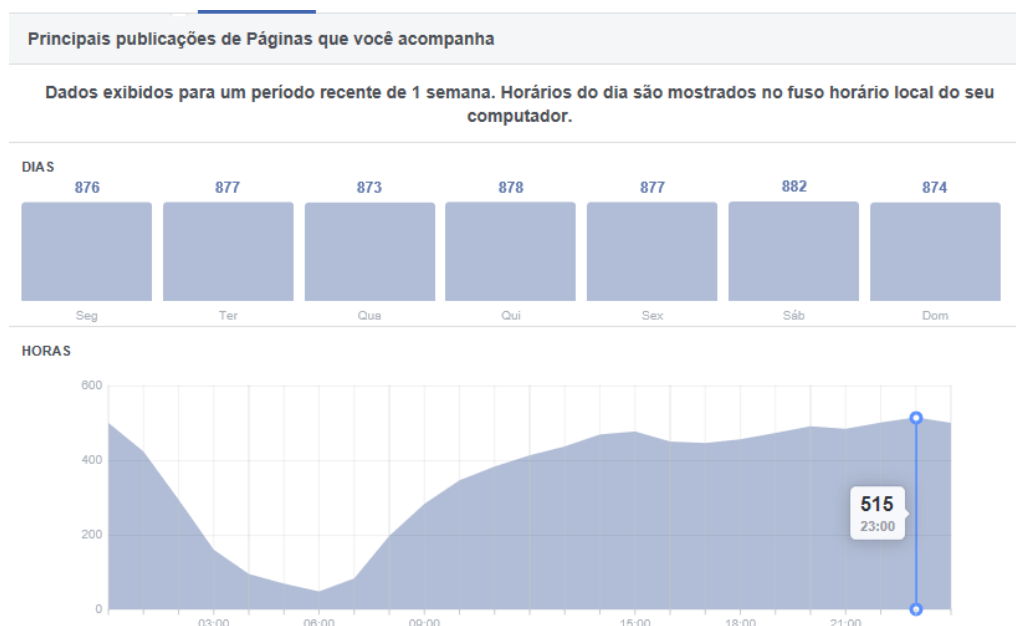 Principais publicações de Páginas que você acompanha
Dados exibidos para um período recente de 1 semana. Horários do dia são mostrados no fuso horário local do seu
computador.
DIAS
876 877 873 878 877 882 874
Seg Ter Qua Qui Sex Sáb Dom
HORAS
600
400
200
0
515
23:00
03:00 06:00 09:00 15:00 18:00 21:00